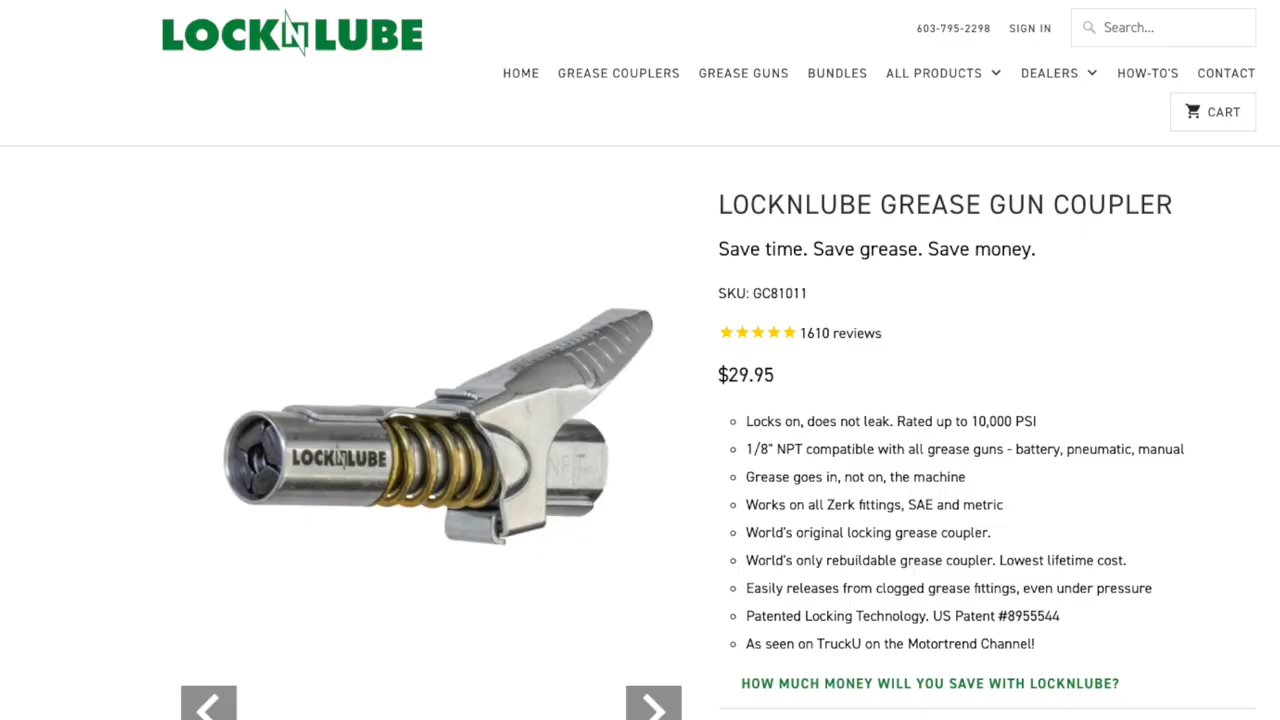 LOCKNLUBE
603-795-2298 SIGN IN Search...
HOME GREASE COUPLERS GREASE GUNS BUNDLES ALL PRODUCTS DEALERS HOW-TO'S CONTACT
CART
LOCKNLUBE GREASE GUN COUPLER
Save time. Save grease. Save money.
SKU: GC81011
1610 reviews
$29.95
Locks on, does not leak. Rated up to 10,000 PSI
1/8" NPT compatible with all grease guns - battery, pneumatic, manual
Grease goes in, not on, the machine
Works on all Zerk fittings, SAE and metric
World's original locking grease coupler.
World's only rebuildable grease coupler. Lowest lifetime cost.
Easily releases from clogged grease fittings, even under pressure
Patented Locking Technology. US Patent #8955544
As seen on TruckU on the Motortrend Channel!
HOW MUCH MONEY WILL YOU SAVE WITH LOCKNLUBE?
LOCKNLUBE